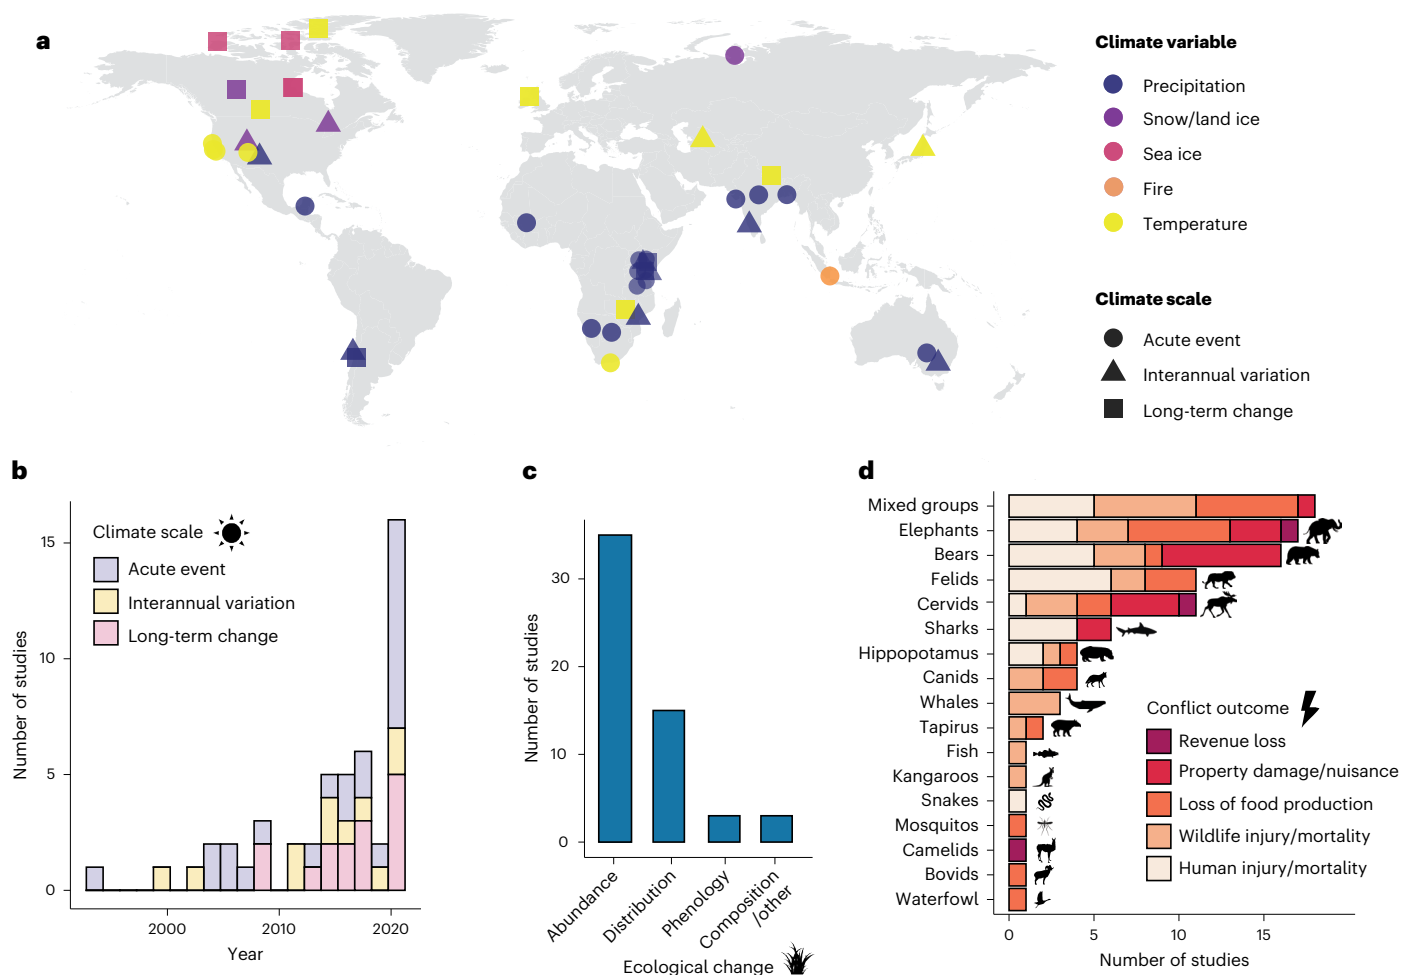 a
Climate variable
Precipitation
Snow/land ice
Sea ice
Fire
Temperature
Climate scale
Acute event
Interannual variation
Long-term change
b
Number of studies
15
10
5
0
Climate scale
Acute event
Interannual variation
Long-term change
2000
2010
2020
Year
c
Number of studies
30
20
10
0
Abundance
Distribution
Phenology
Composition
/other
Ecological change
d
Mixed groups
Elephants
Bears
Felids
Cervids
Sharks
Hippopotamus
Canids
Whales
Tapirus
Fish
Kangaroos
Snakes
Mosquitos
Camelids
Bovids
Waterfowl
Conflict outcome
Revenue loss
Property damage/nuisance
Loss of food production
Wildlife injury/mortality
Human injury/mortality
0
5
10
15
Number of studies